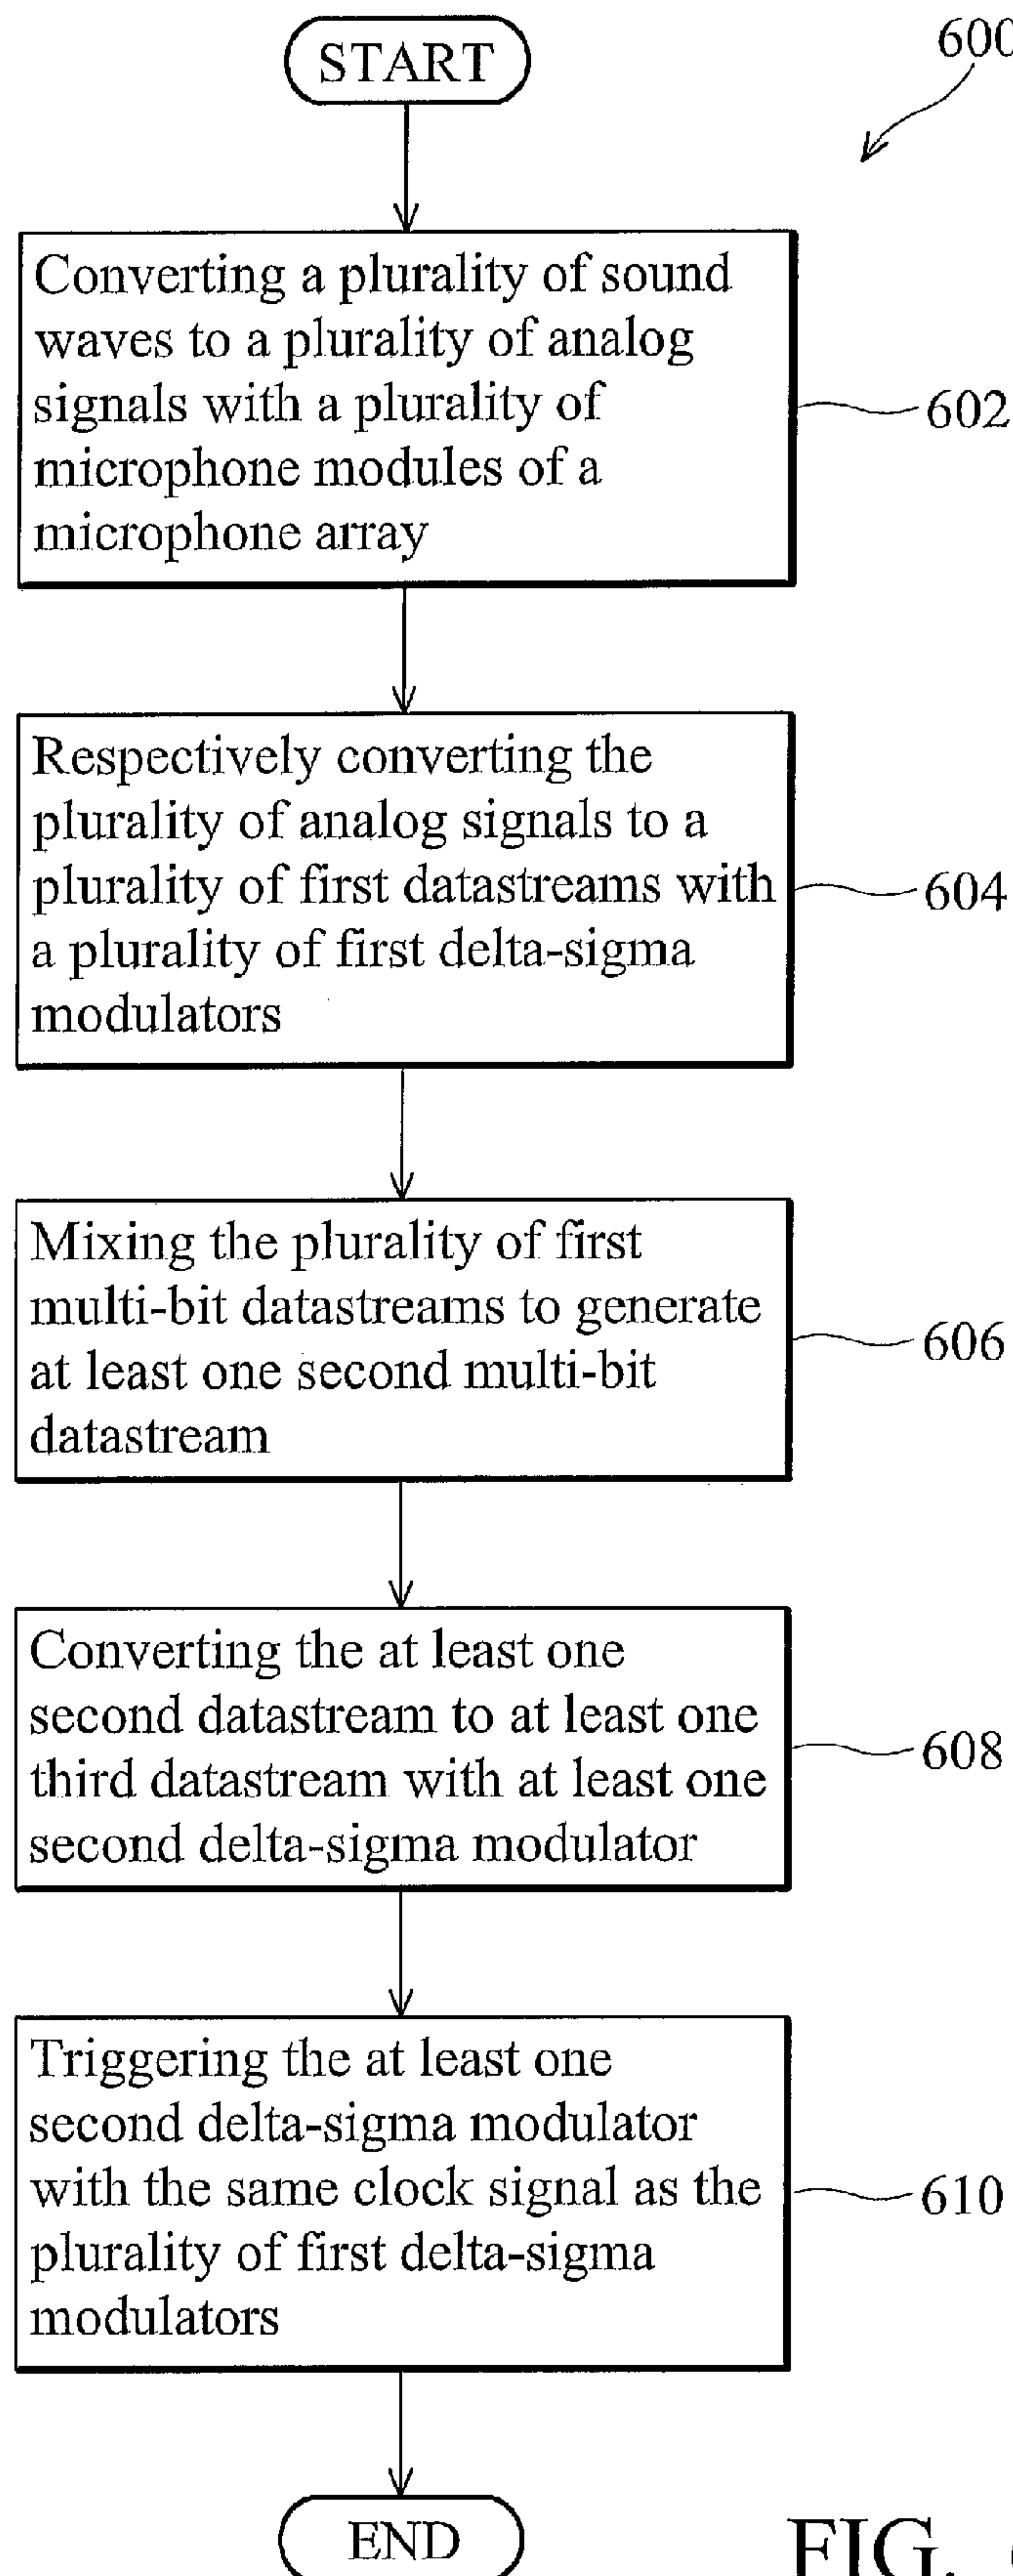 START
600
Converting a plurality of sound
waves to a plurality of analog
signals with a plurality of
microphone modules of a
microphone array
602
Respectively converting the
plurality of analog signals to a
plurality of first datastreams with
a plurality of first delta-sigma
modulators
604
Mixing the plurality of first
multi-bit datastreams to generate
at least one second multi-bit
datastream
606
Converting the at least one
second datastream to at least one
third datastream with at least one
second delta-sigma modulator
608
Triggering the at least one
second delta-sigma modulator
with the same clock signal as the
plurality of first delta-sigma
modulators
610
END
FIG.